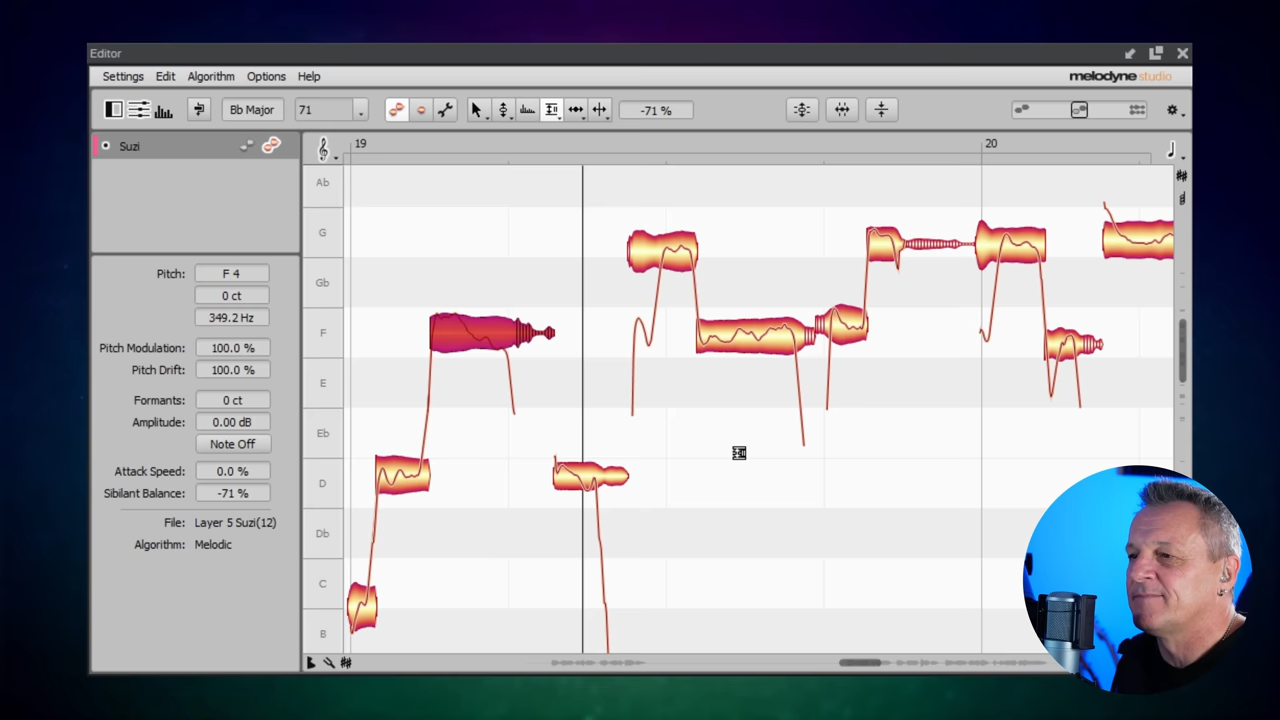 Editor
Settings Edit Algorithm Options Help
melodyne studio
Bb Major 71 -71 %
Suzi
19 20
Ab
G
Gb
F
E
Eb
D
Db
C
B
Pitch: F 4
0 ct
349.2 Hz
Pitch Modulation: 100.0 %
Pitch Drift: 100.0 %
Formants: 0 ct
Amplitude: 0.00 dB
Note Off
Attack Speed: 0.0 %
Sibilant Balance: -71 %
File: Layer 5 Suzi(12)
Algorithm: Melodic